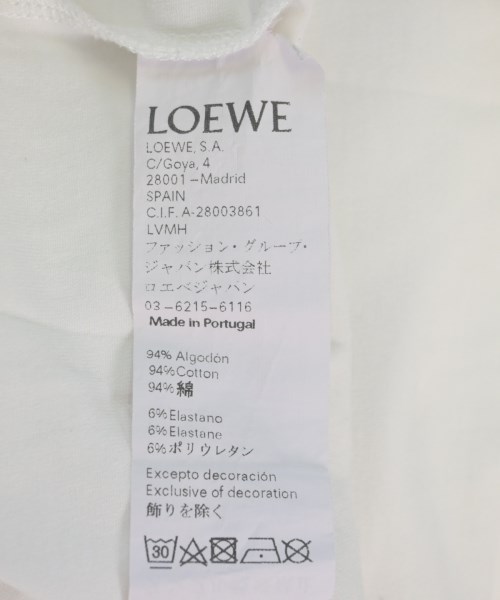 LOEWE
LOEWE, S.A.
C/Goya, 4
28001 – Madrid
SPAIN
C.I.F. A-28003861
LVMH
ファッション・グループ・
ジャパン株式会社
ロエベジャパン
03 – 6215 – 6116
Made in Portugal
94% Algodón
94% Cotton
94% 綿
6% Elastano
6% Elastane
6% ポリウレタン
Excepto decoración
Exclusive of decoration
飾りを除く
30